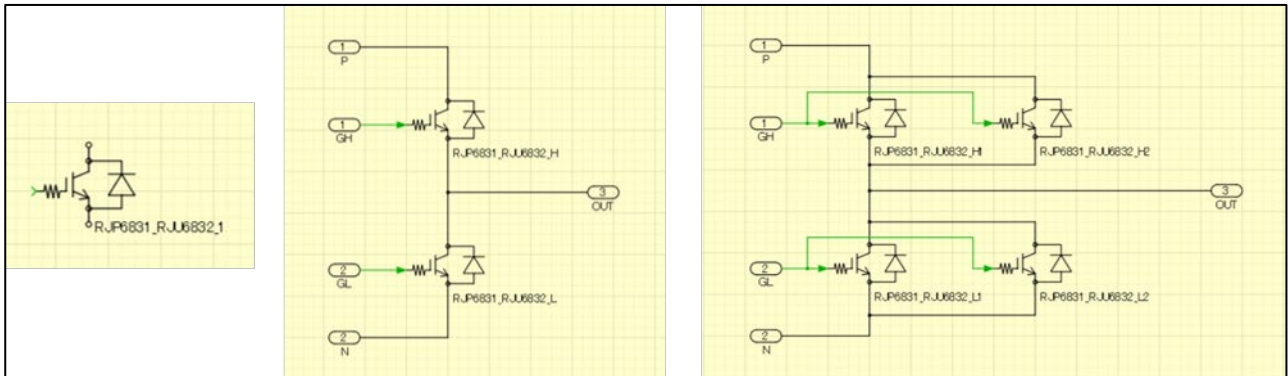 RJP6831_RJU6832_1
1
P
1
GH
RJP6831_RJU6832_H
3
OUT
2
GL
RJP6831_RJU6832_L
2
N
1
P
1
GH
RJP6831_RJU6832_H1
RJP6831_RJU6832_H2
3
OUT
2
GL
RJP6831_RJU6832_L1
RJP6831_RJU6832_L2
2
N